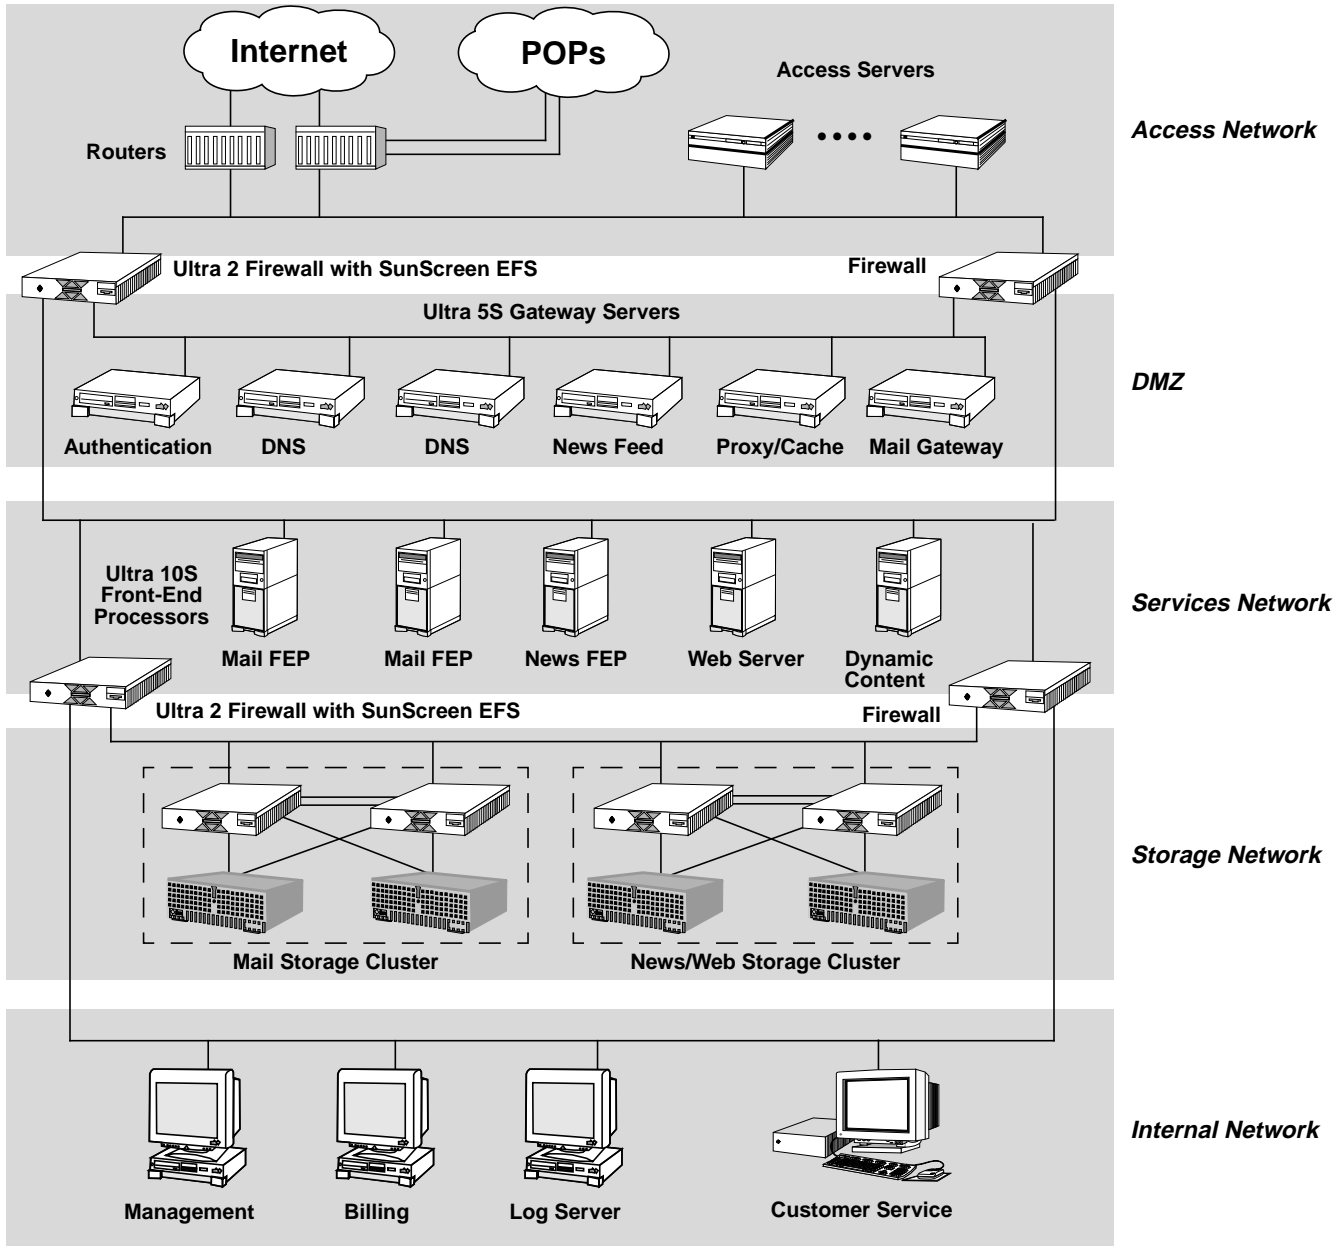 Internet
POPs
Access Servers
Access Network
Routers
Ultra 2 Firewall with SunScreen EFS
Firewall
Ultra 5S Gateway Servers
DMZ
Authentication
DNS
DNS
News Feed
Proxy/Cache
Mail Gateway
Ultra 10S
Front-End
Processors
Services Network
Mail FEP
Mail FEP
News FEP
Web Server
Dynamic
Content
Ultra 2 Firewall with SunScreen EFS
Firewall
Storage Network
Mail Storage Cluster
News/Web Storage Cluster
Internal Network
Management
Billing
Log Server
Customer Service